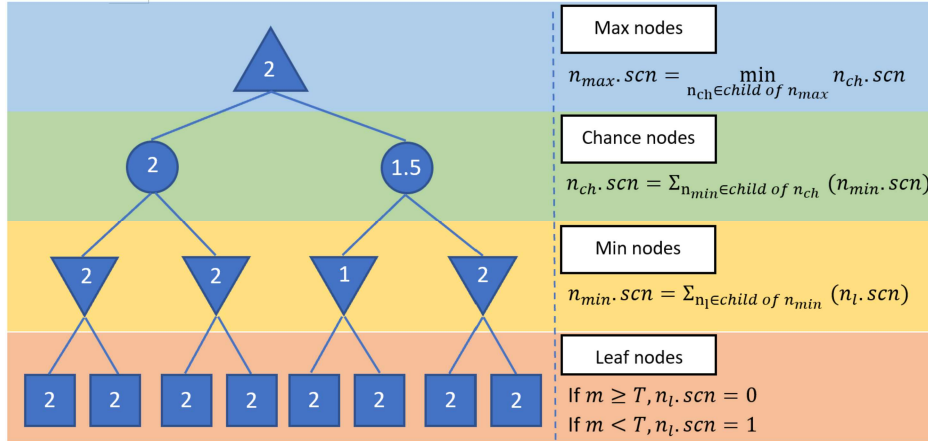 Max nodes
2
n_max.scn = min n_ch.scn
n_ch∈child of n_max
Chance nodes
2 1.5
n_ch.scn = Σ_{n_min∈child of n_ch} (n_min.scn)
Min nodes
2 2 1 2
n_min.scn = Σ_{n_l∈child of n_min} (n_l.scn)
Leaf nodes
2 2 2 2 2 2 2 2
If m ≥ T, n_l.scn = 0
If m < T, n_l.scn = 1